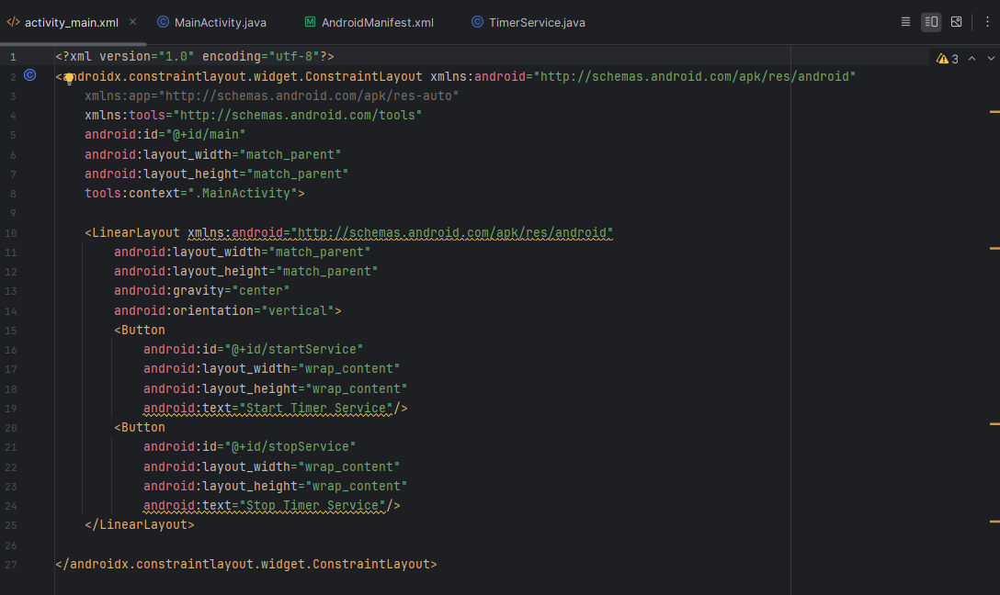 </> activity_main.xml × C MainActivity.java M AndroidManifest.xml C TimerService.java
1 <?xml version="1.0" encoding="utf-8"?> 3
2 C <androidx.constraintlayout.widget.ConstraintLayout xmlns:android="http://schemas.android.com/apk/res/android"
3 xmlns:app="http://schemas.android.com/apk/res-auto"
4 xmlns:tools="http://schemas.android.com/tools"
5 android:id="@+id/main"
6 android:layout_width="match_parent"
7 android:layout_height="match_parent"
8 tools:context=".MainActivity">
9
10 <LinearLayout xmlns:android="http://schemas.android.com/apk/res/android"
11 android:layout_width="match_parent"
12 android:layout_height="match_parent"
13 android:gravity="center"
14 android:orientation="vertical">
15 <Button
16 android:id="@+id/startService"
17 android:layout_width="wrap_content"
18 android:layout_height="wrap_content"
19 android:text="Start Timer Service"/>
20 <Button
21 android:id="@+id/stopService"
22 android:layout_width="wrap_content"
23 android:layout_height="wrap_content"
24 android:text="Stop Timer Service"/>
25 </LinearLayout>
26
27 </androidx.constraintlayout.widget.ConstraintLayout>